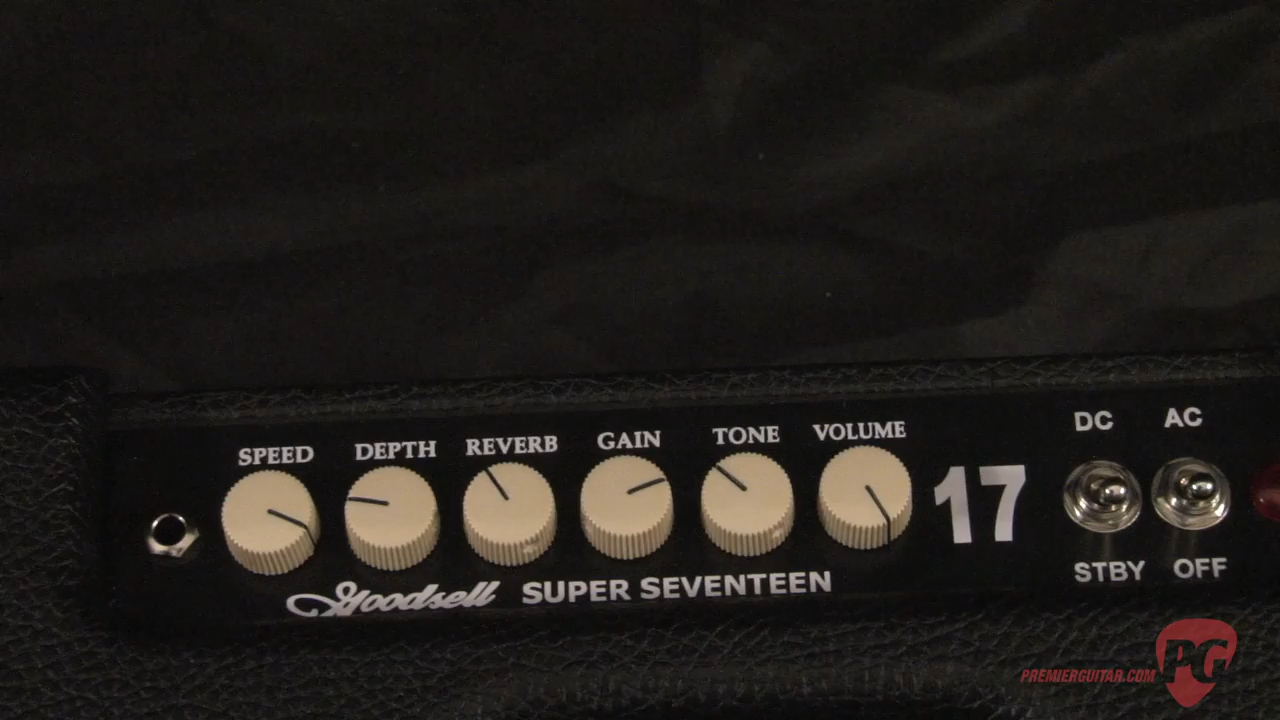 SPEED DEPTH REVERB GAIN TONE VOLUME
DC AC
17
STBY OFF
Goodsell SUPER SEVENTEEN
PG
PREMIERGUITAR.COM